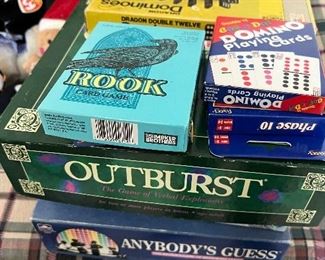 Dominoes
DRAGON DOUBLE TWELVE
ROOK
CARD GAME
PARKER BROTHERS
DOMINO
Playing Cards
DOMINO
Playing Cards
Phase 10
OUTBURST
The Game of Verbal Explosions
ANYBODY'S GUESS